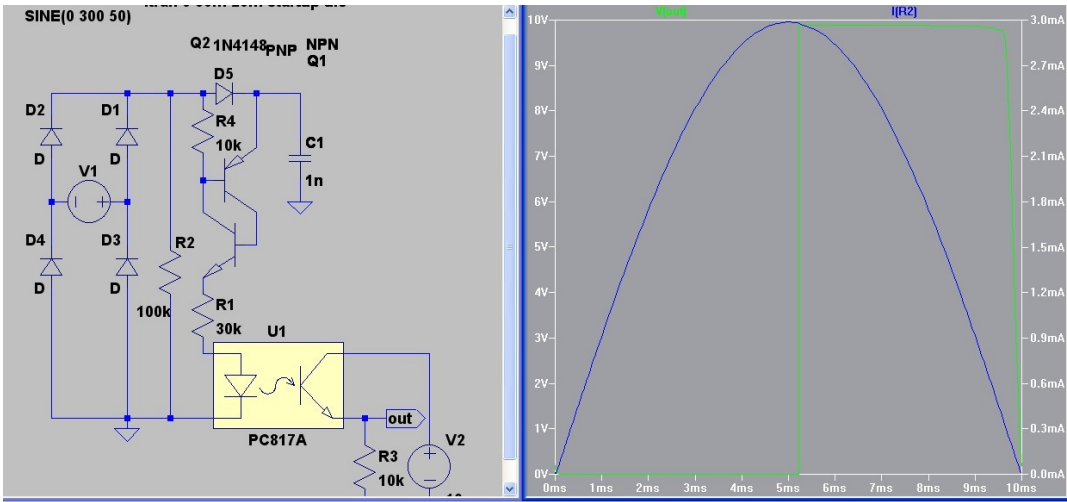 SINE(0 300 50)
Q2 1N4148 PNP NPN
Q1
D5
D2
D1
R4
10k
C1
1n
D
D
V1
D4
D3
R2
D
D
100k
R1
30k
U1
out
PC817A
V2
R3
10k
V(out)
I(R2)
10V
9V
8V
7V
6V
5V
4V
3V
2V
1V
0V
3.0mA
2.7mA
2.4mA
2.1mA
1.8mA
1.5mA
1.2mA
0.9mA
0.6mA
0.3mA
0.0mA
0ms 1ms 2ms 3ms 4ms 5ms 6ms 7ms 8ms 9ms 10ms